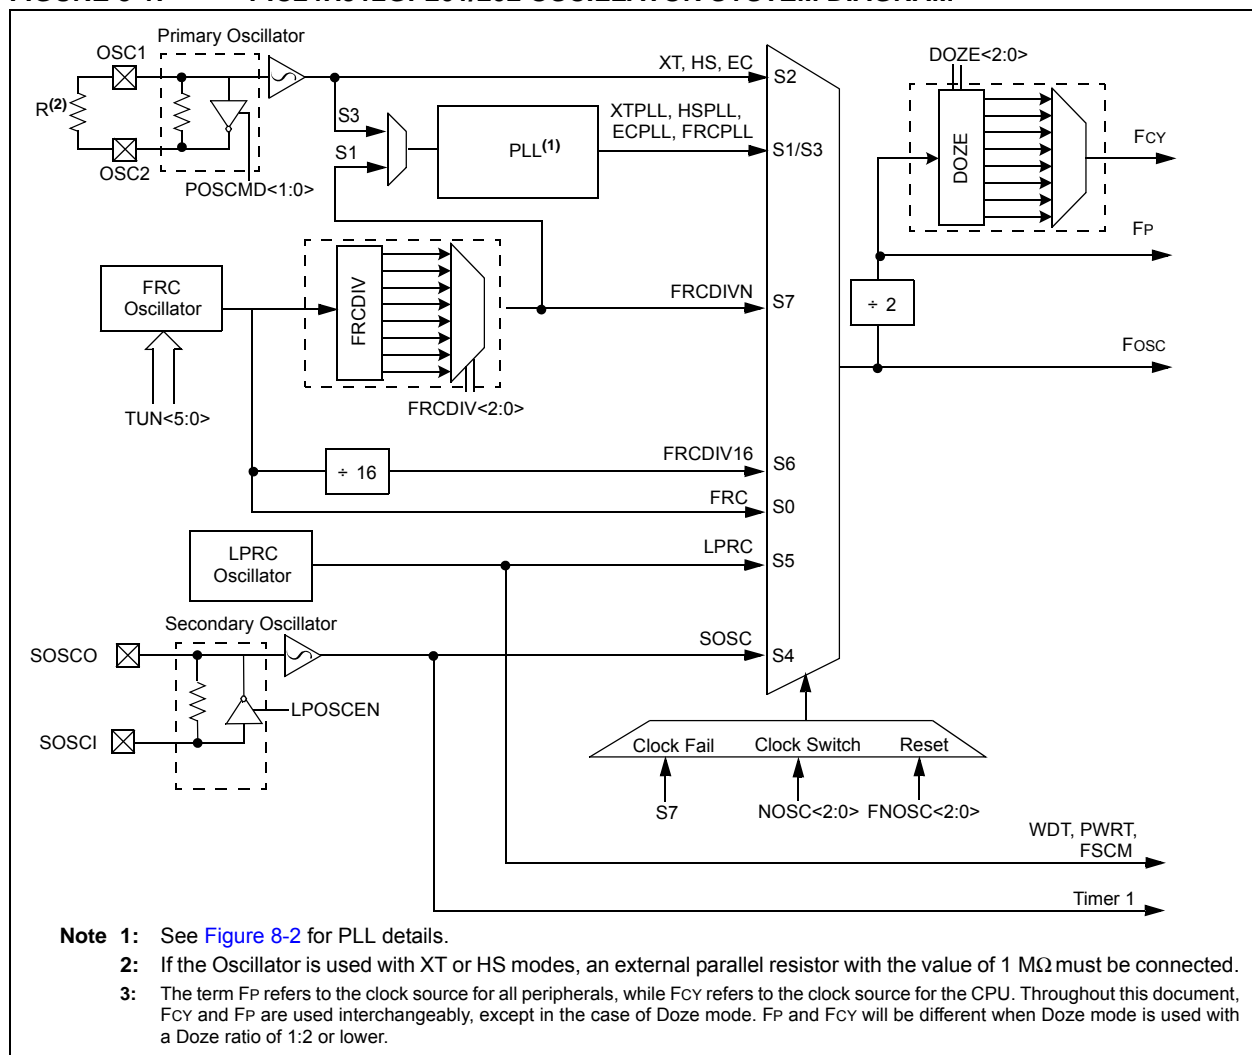 Primary Oscillator
OSC1
R(2)
OSC2
POSCMD<1:0>
S3
S1
PLL(1)
XT, HS, EC
XTPLL, HSPLL,
ECPLL, FRCPLL
S2
S1/S3
DOZE<2:0>
DOZE
FCY
FP
÷ 2
FOSC
FRC
Oscillator
TUN<5:0>
FRCDIV
FRCDIV<2:0>
FRCDIVN
S7
÷ 16
FRCDIV16
S6
FRC
S0
LPRC
Oscillator
LPRC
S5
Secondary Oscillator
SOSCO
SOSCI
LPOSCEN
SOSC
S4
Clock Fail
Clock Switch
Reset
S7
NOSC<2:0>
FNOSC<2:0>
WDT, PWRT,
FSCM
Timer 1
Note 1: See Figure 8-2 for PLL details.
2: If the Oscillator is used with XT or HS modes, an external parallel resistor with the value of 1 MΩ must be connected.
3: The term FP refers to the clock source for all peripherals, while FCY refers to the clock source for the CPU. Throughout this document,
FCY and FP are used interchangeably, except in the case of Doze mode. FP and FCY will be different when Doze mode is used with
a Doze ratio of 1:2 or lower.